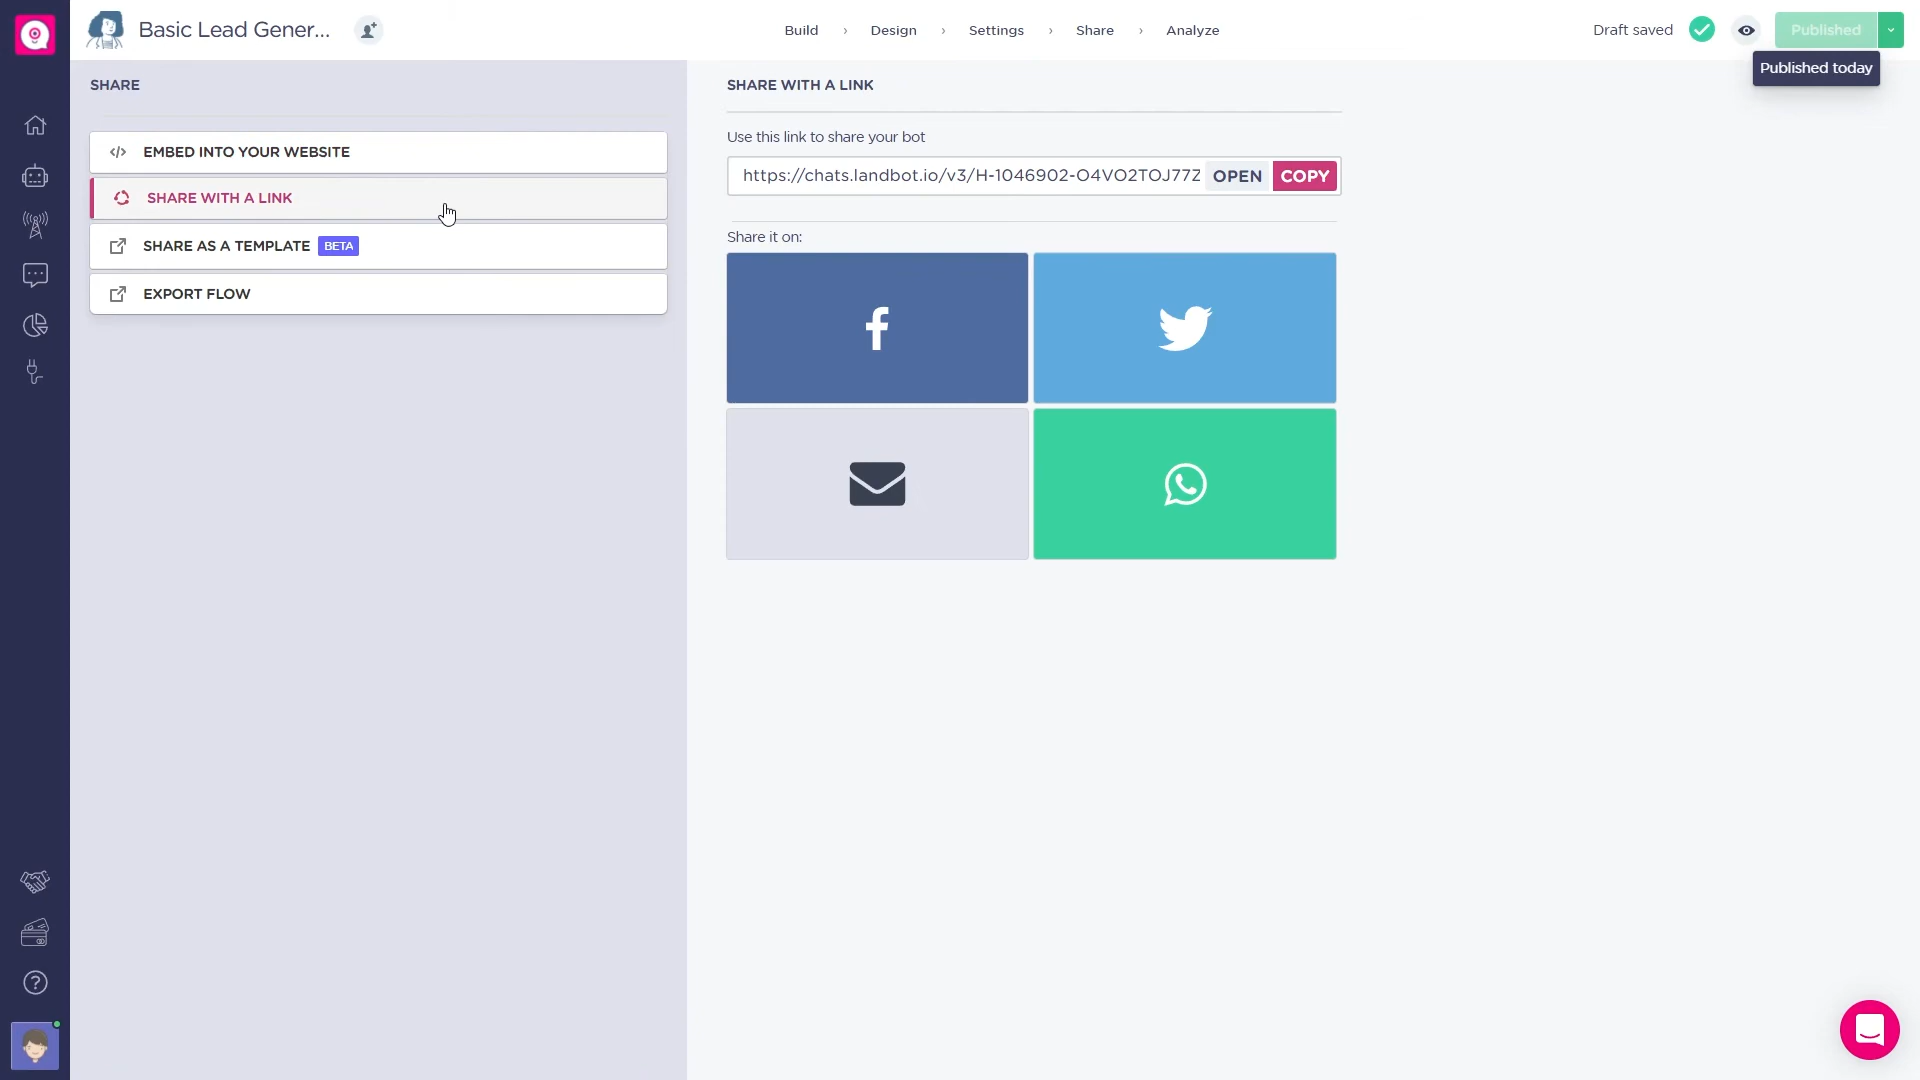 Basic Lead Gener...
Build
Design
Settings
Share
Analyze
Draft saved
Published
Published today
SHARE
EMBED INTO YOUR WEBSITE
SHARE WITH A LINK
SHARE AS A TEMPLATE BETA
EXPORT FLOW
SHARE WITH A LINK
Use this link to share your bot
https://chats.landbot.io/v3/H-1046902-O4VO2TOJ77Z OPEN COPY
Share it on: